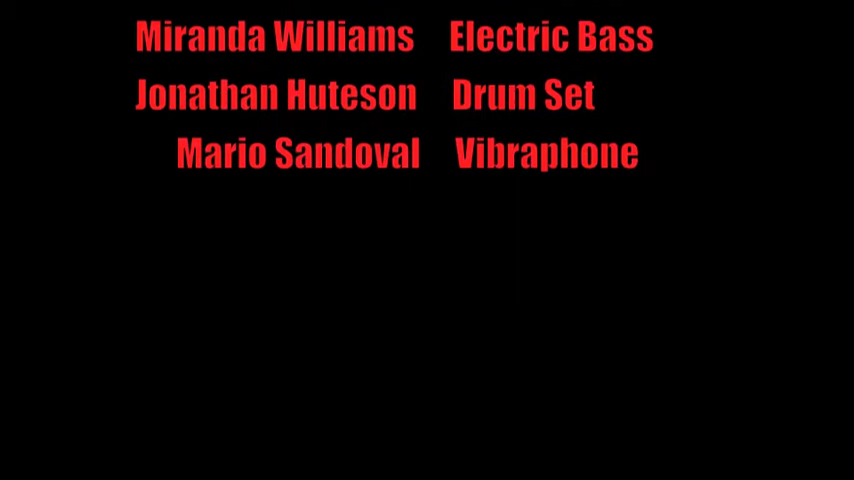 Miranda Williams Electric Bass
Jonathan Huteson Drum Set
Mario Sandoval Vibraphone